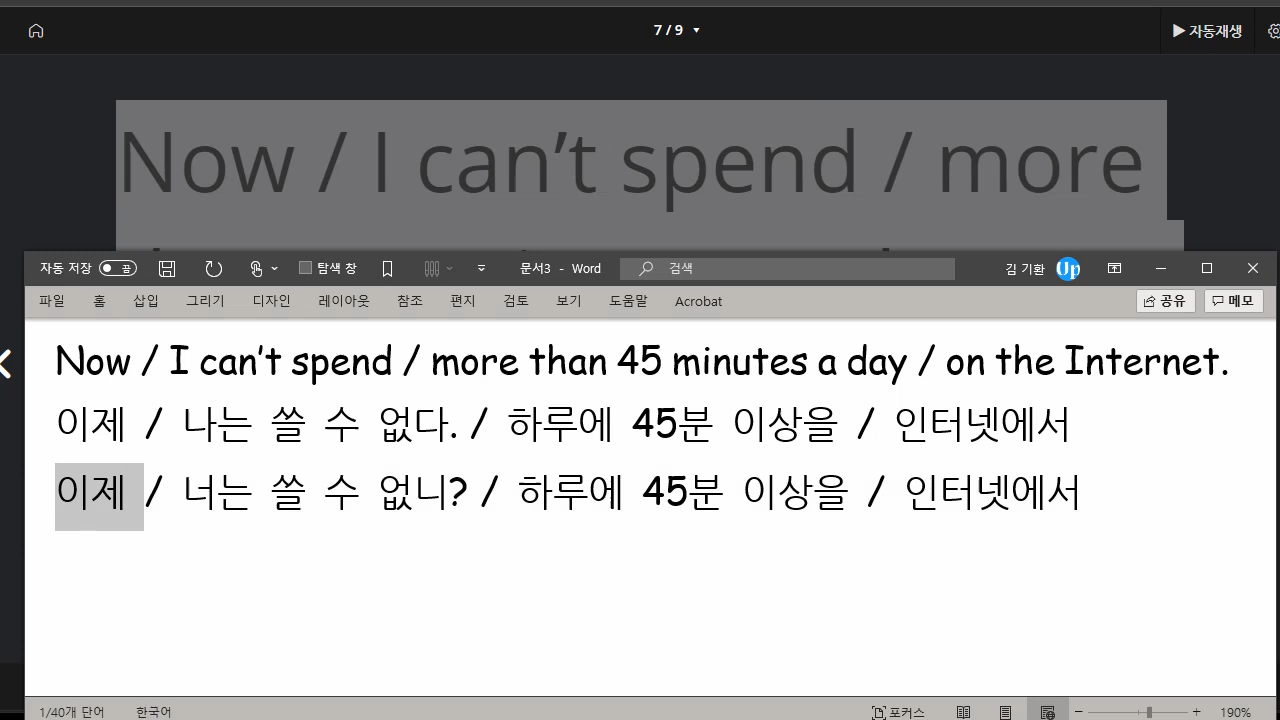 7 / 9
자동재생
Now / I can’t spend / more
자동 저장 끔 탐색 창 문서3 - Word 검색 김 기환 Up
파일 홈 삽입 그리기 디자인 레이아웃 참조 편지 검토 보기 도움말 Acrobat 공유 메모
Now / I can’t spend / more than 45 minutes a day / on the Internet.
이제 / 나는 쓸 수 없다. / 하루에 45분 이상을 / 인터넷에서
이제 / 너는 쓸 수 없니? / 하루에 45분 이상을 / 인터넷에서
1/40개 단어 한국어 포커스 190%